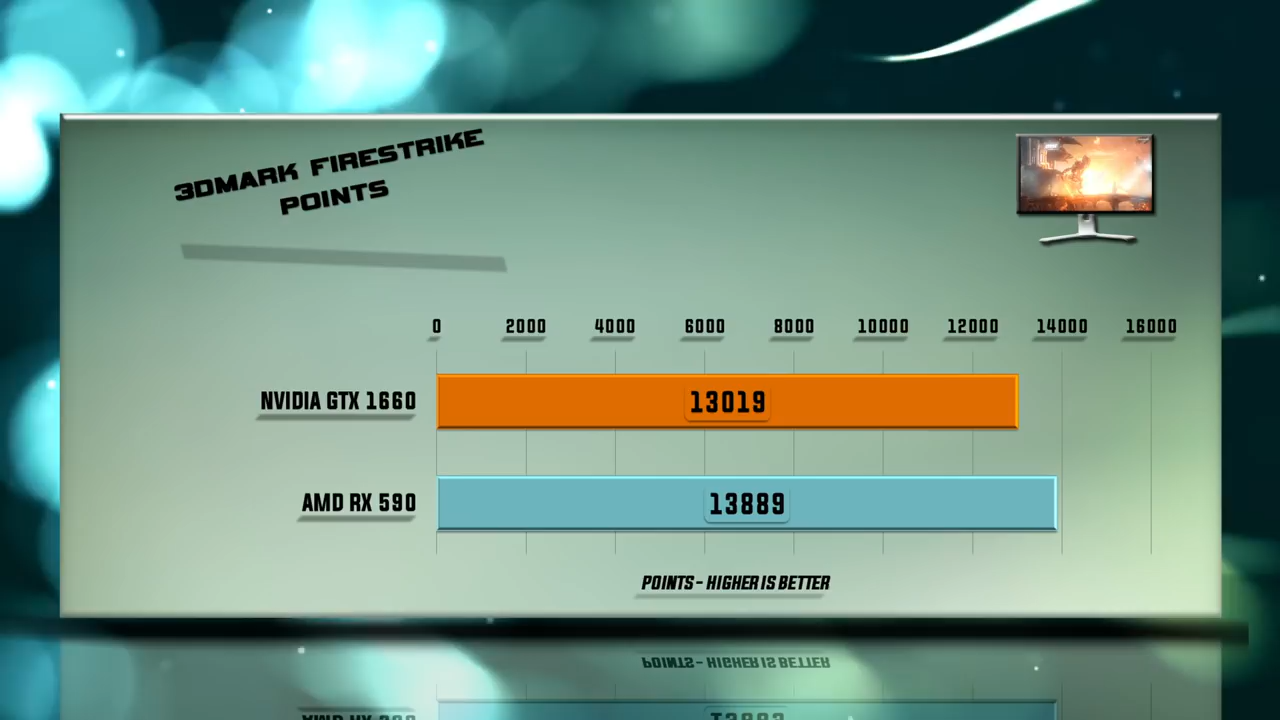 3DMARK FIRESTRIKE
POINTS
0 2000 4000 6000 8000 10000 12000 14000 16000
NVIDIA GTX 1660 13019
AMD RX 590 13889
POINTS - HIGHER IS BETTER